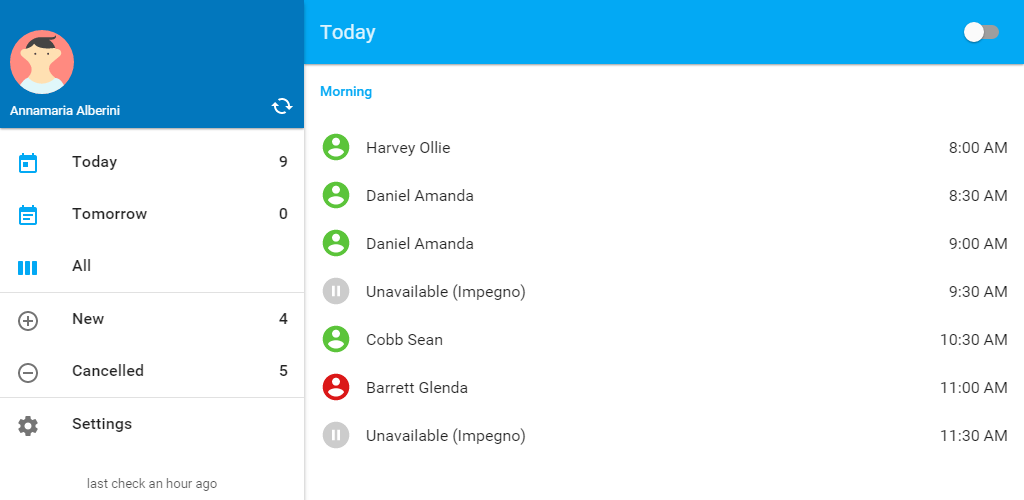 Annamaria Alberini
Today 9
Tomorrow 0
All
New 4
Cancelled 5
Settings
last check an hour ago
Today
Morning
Harvey Ollie 8:00 AM
Daniel Amanda 8:30 AM
Daniel Amanda 9:00 AM
Unavailable (Impegno) 9:30 AM
Cobb Sean 10:30 AM
Barrett Glenda 11:00 AM
Unavailable (Impegno) 11:30 AM